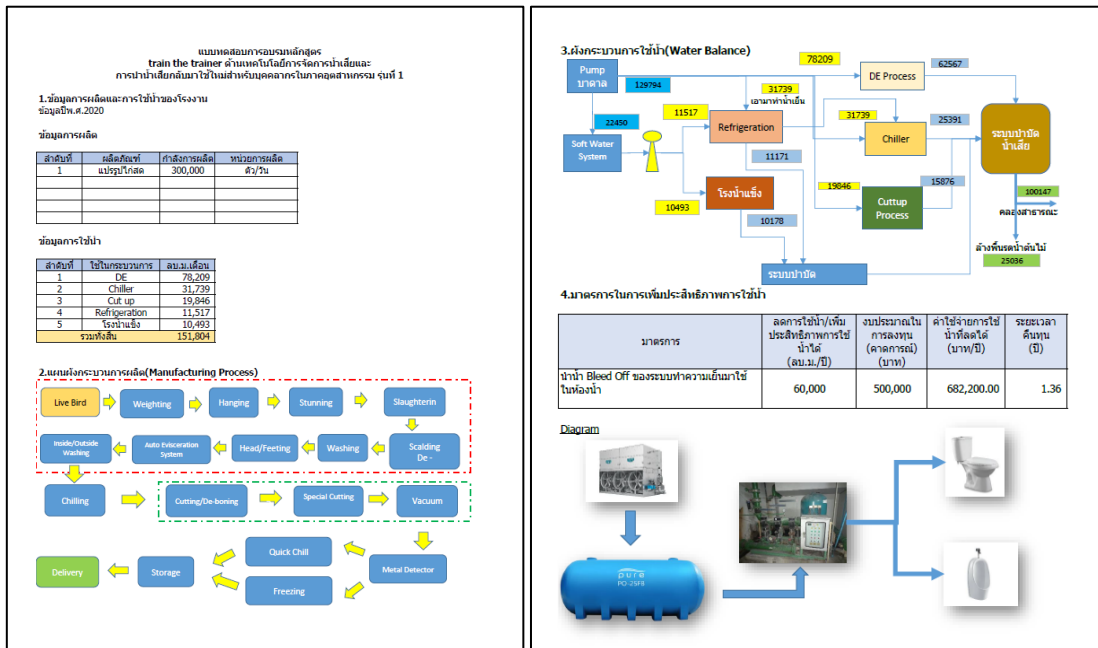 แบบทดสอบการอบรมหลักสูตร
train the trainer ด้านเทคโนโลยีการจัดการน้ำเสียและ
การนำน้ำเสียกลับมาใช้ใหม่สำหรับบุคคลากรในภาคอุตสาหกรรม รุ่นที่ 1
1.ข้อมูลการผลิตและการใช้น้ำของโรงงาน
ข้อมูลปีพ.ศ.2020
ข้อมูลการผลิต
ลำดับที่ ผลิตภัณฑ์ กำลังการผลิต หน่วยการผลิต
1 แปรรูปไก่สด 300,000 ตัว/วัน
ข้อมูลการใช้น้ำ
ลำดับที่ ใช้ในกระบวนการ ลบ.ม.เดือน
1 DE 78,209
2 Chiller 31,739
3 Cut up 19,846
4 Refrigeration 11,517
5 โรงน้ำแข็ง 10,493
รวมทั้งสิ้น 151,804
2.แผนผังกระบวนการผลิต(Manufacturing Process)
Live Bird
Weighting
Hanging
Stunning
Slaughterin
Inside/Outside
Washing
Auto Evisceration
System
Head/Feeting
Washing
Scalding
De -
Chilling
Cutting/De-boning
Special Cutting
Vacuum
Quick Chill
Metal Detector
Delivery
Storage
Freezing
3.ผังกระบวนการใช้น้ำ(Water Balance)
Pump
บาดาล
129794
78209
DE Process
62567
31739
เอามาทำน้ำเย็น
22450
11517
Refrigeration
31739
Chiller
25391
ระบบบำบัด
น้ำเสีย
Soft Water
System
11171
10493
โรงน้ำแข็ง
19846
15876
Cuttup
Process
100147
คลองสาธารณะ
10178
ระบบบำบัด
ล้างพื้นรดน้ำต้นไม้
25036
4.มาตรการในการเพิ่มประสิทธิภาพการใช้น้ำ
มาตรการ
ลดการใช้น้ำ/เพิ่ม
ประสิทธิภาพการใช้
น้ำได้
(ลบ.ม./ปี)
งบประมาณใน
การลงทุน
(คาดการณ์)
(บาท)
ค่าใช้จ่ายการใช้
น้ำที่ลดได้
(บาท/ปี)
ระยะเวลา
คืนทุน
(ปี)
นำน้ำ Bleed Off ของระบบทำความเย็นมาใช้
ในห้องน้ำ
60,000 500,000 682,200.00 1.36
Diagram
pure
PO-25FB